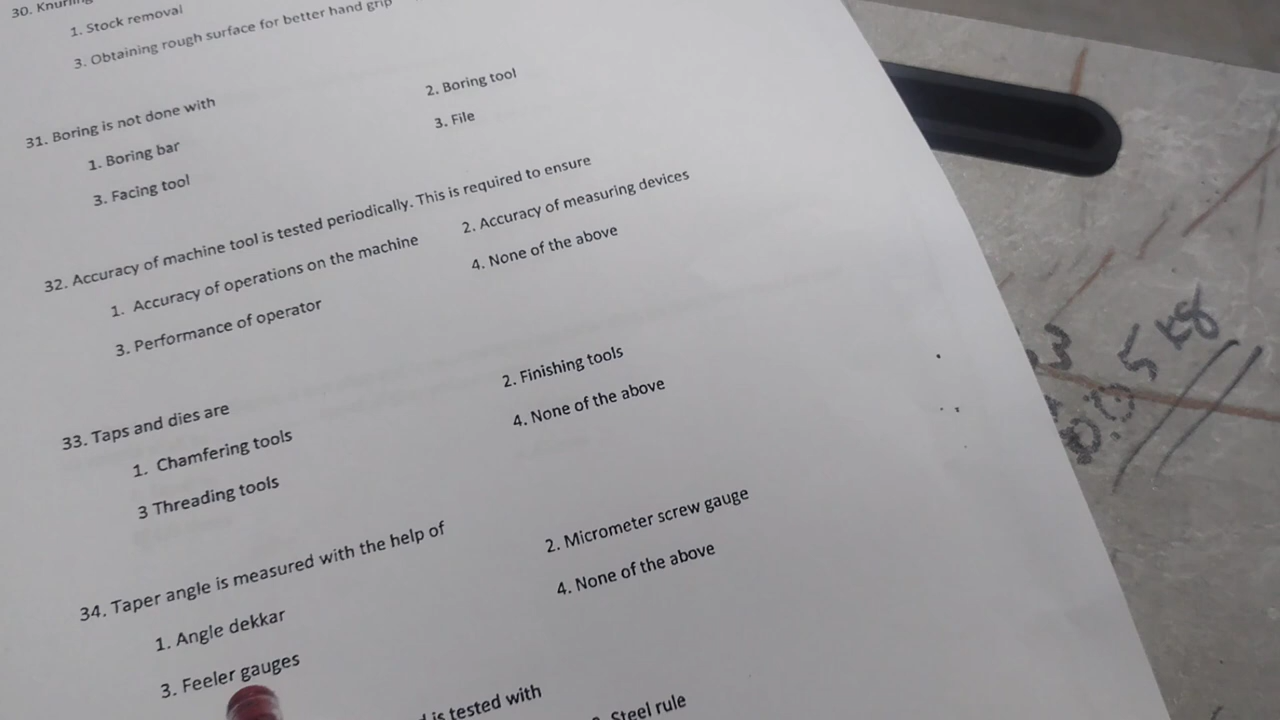 30. Knurling
1. Stock removal
3. Obtaining rough surface for better hand grip
31. Boring is not done with
1. Boring bar
2. Boring tool
3. Facing tool
3. File
32. Accuracy of machine tool is tested periodically. This is required to ensure
1. Accuracy of operations on the machine
2. Accuracy of measuring devices
3. Performance of operator
4. None of the above
33. Taps and dies are
1. Chamfering tools
2. Finishing tools
3 Threading tools
4. None of the above
34. Taper angle is measured with the help of
1. Angle dekkar
2. Micrometer screw gauge
3. Feeler gauges
4. None of the above
is tested with
Steel rule